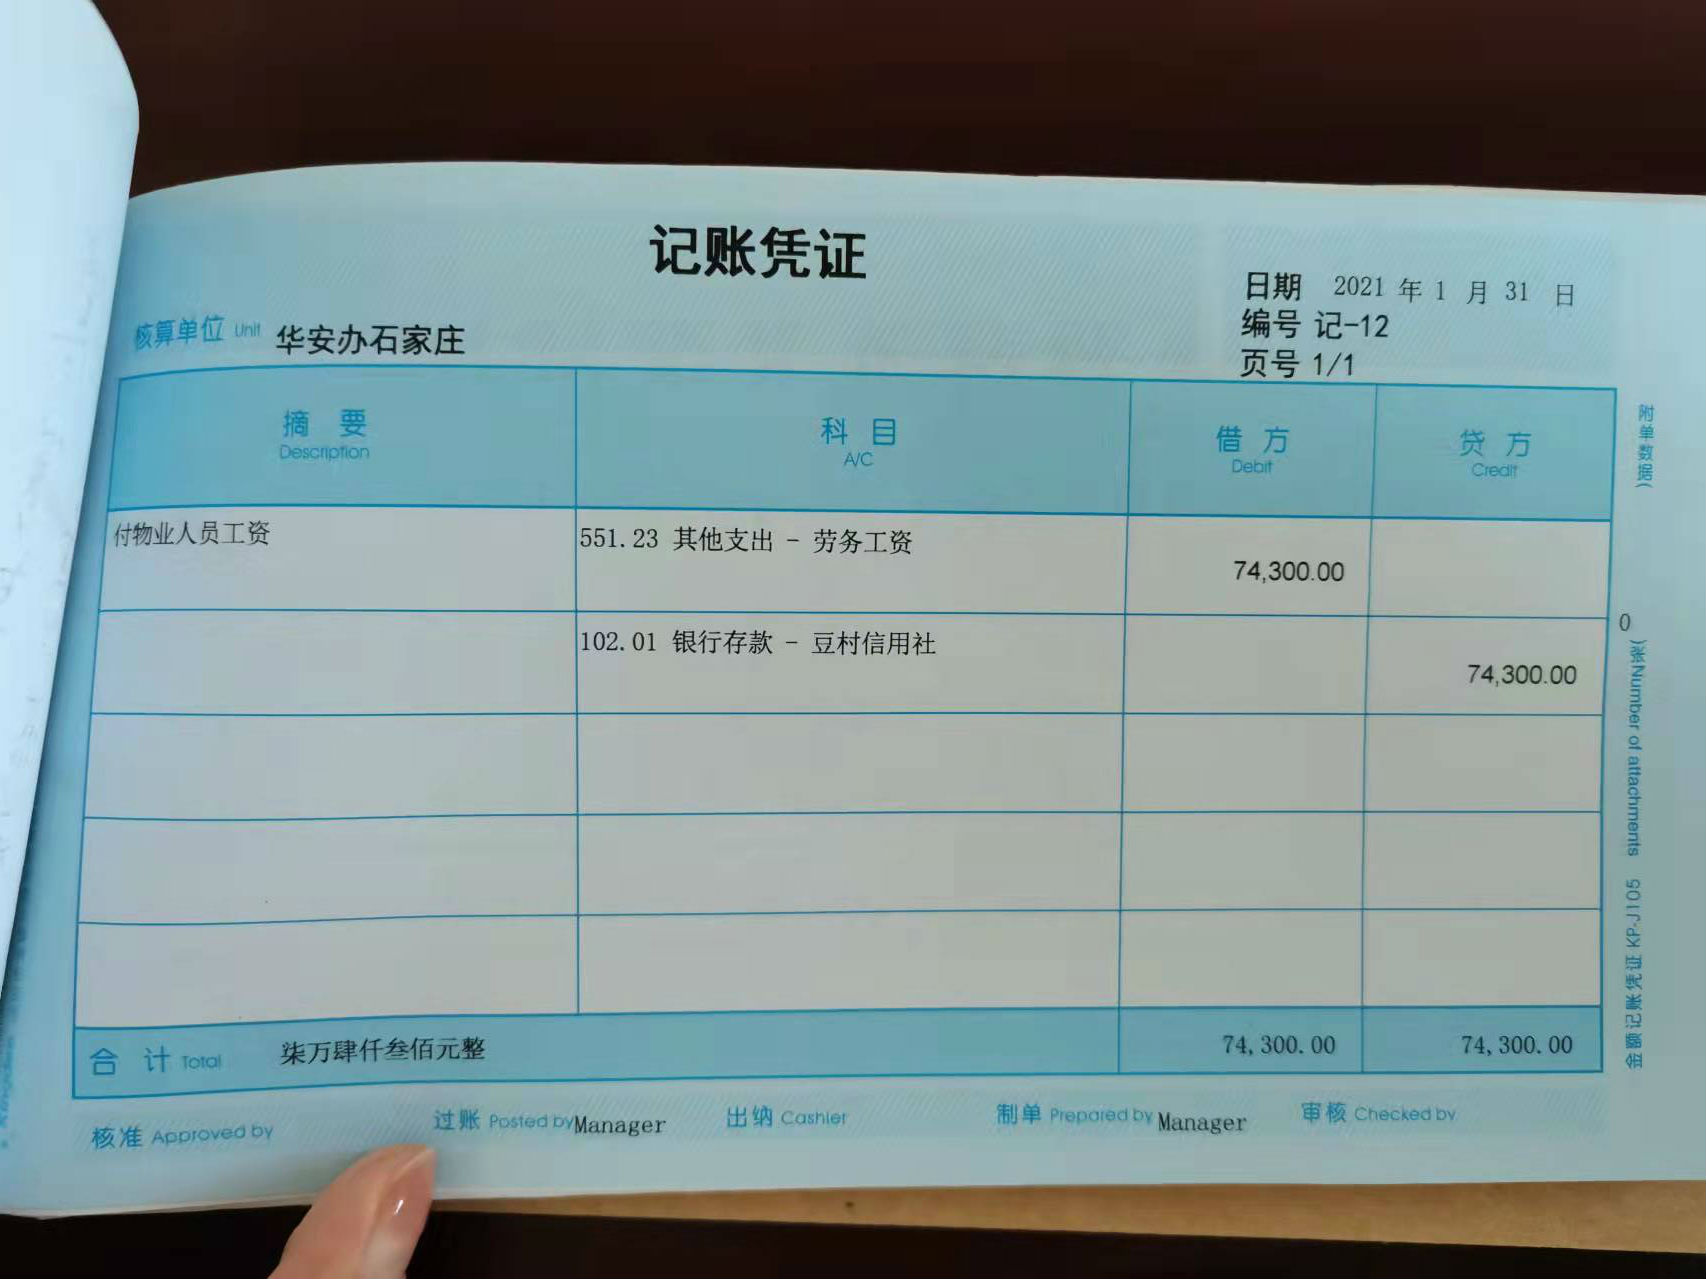 记账凭证
日期 2021 年 1 月 31 日
编号 记-12
页号 1/1
核算单位 Unit 华安办石家庄
摘 要 科 目 借 方 贷 方
Description A/C Debit Credit
付物业人员工资 551.23 其他支出 - 劳务工资 74,300.00
102.01 银行存款 - 豆村信用社 74,300.00
合 计 Total 柒万肆仟叁佰元整 74,300.00 74,300.00
核准 Approved by 过账 Posted by Manager 出纳 Cashier 制单 Prepared by Manager 审核 Checked by
附单数据( 0 )张 Number of attachments 金额记账凭证 KP-J105